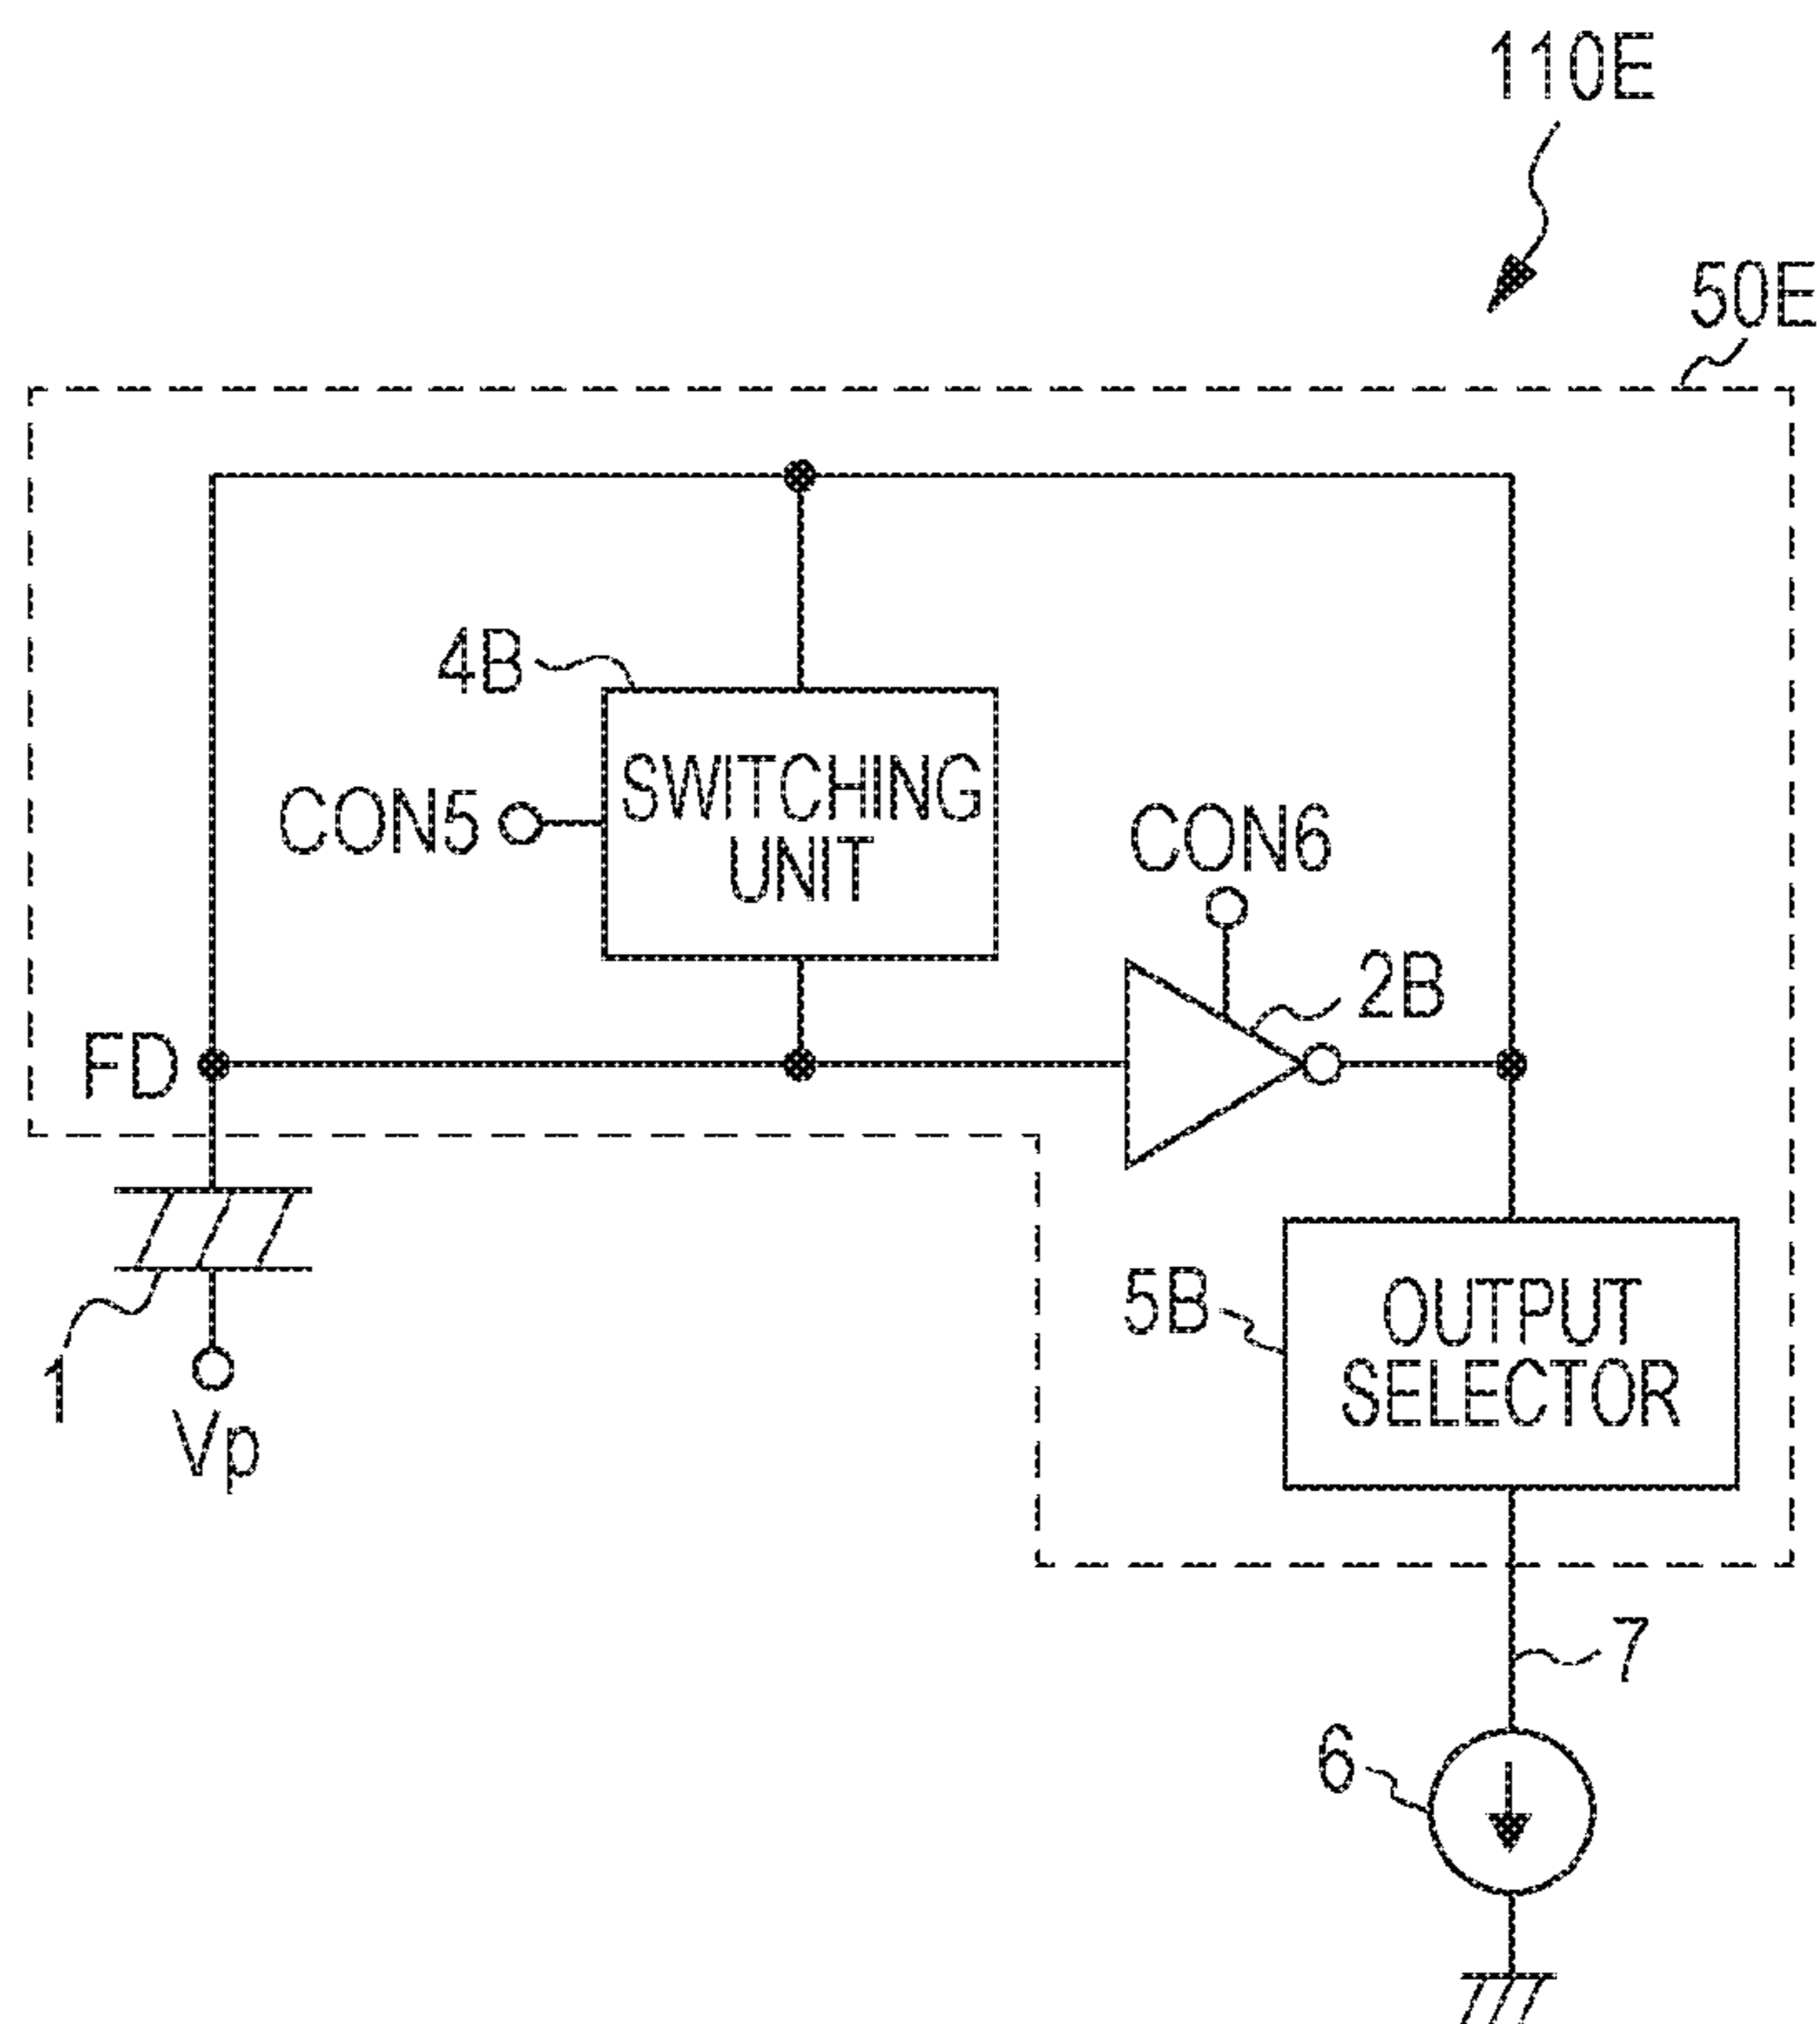 110E
50E
4B
SWITCHING
UNIT
CON5
CON6
2B
FD
5B
OUTPUT
SELECTOR
1
Vp
7
6